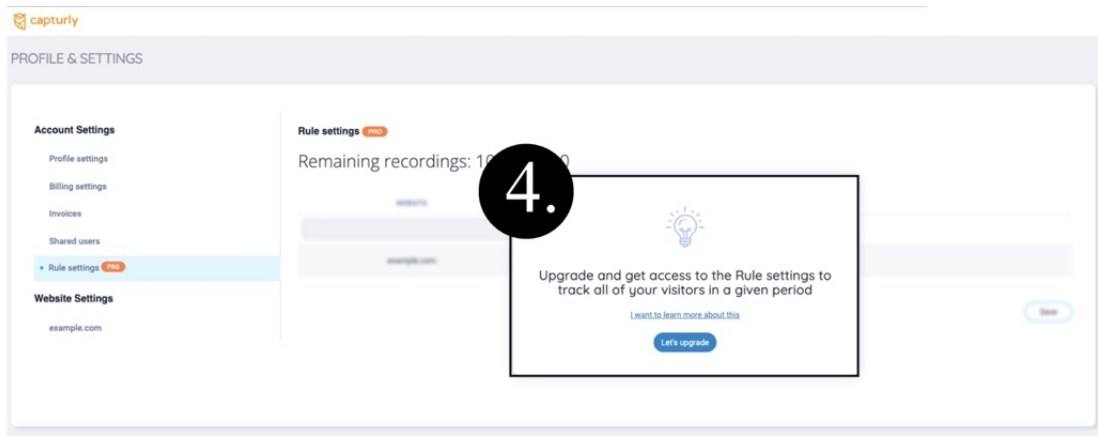 capturly
PROFILE & SETTINGS
Account Settings
Profile settings
Billing settings
Invoices
Shared users
Rule settings PRO
Website Settings
example.com
Rule settings PRO
Remaining recordings: 10 0
example.com
4.
Upgrade and get access to the Rule settings to
track all of your visitors in a given period
I want to learn more about this
Let's upgrade
Save